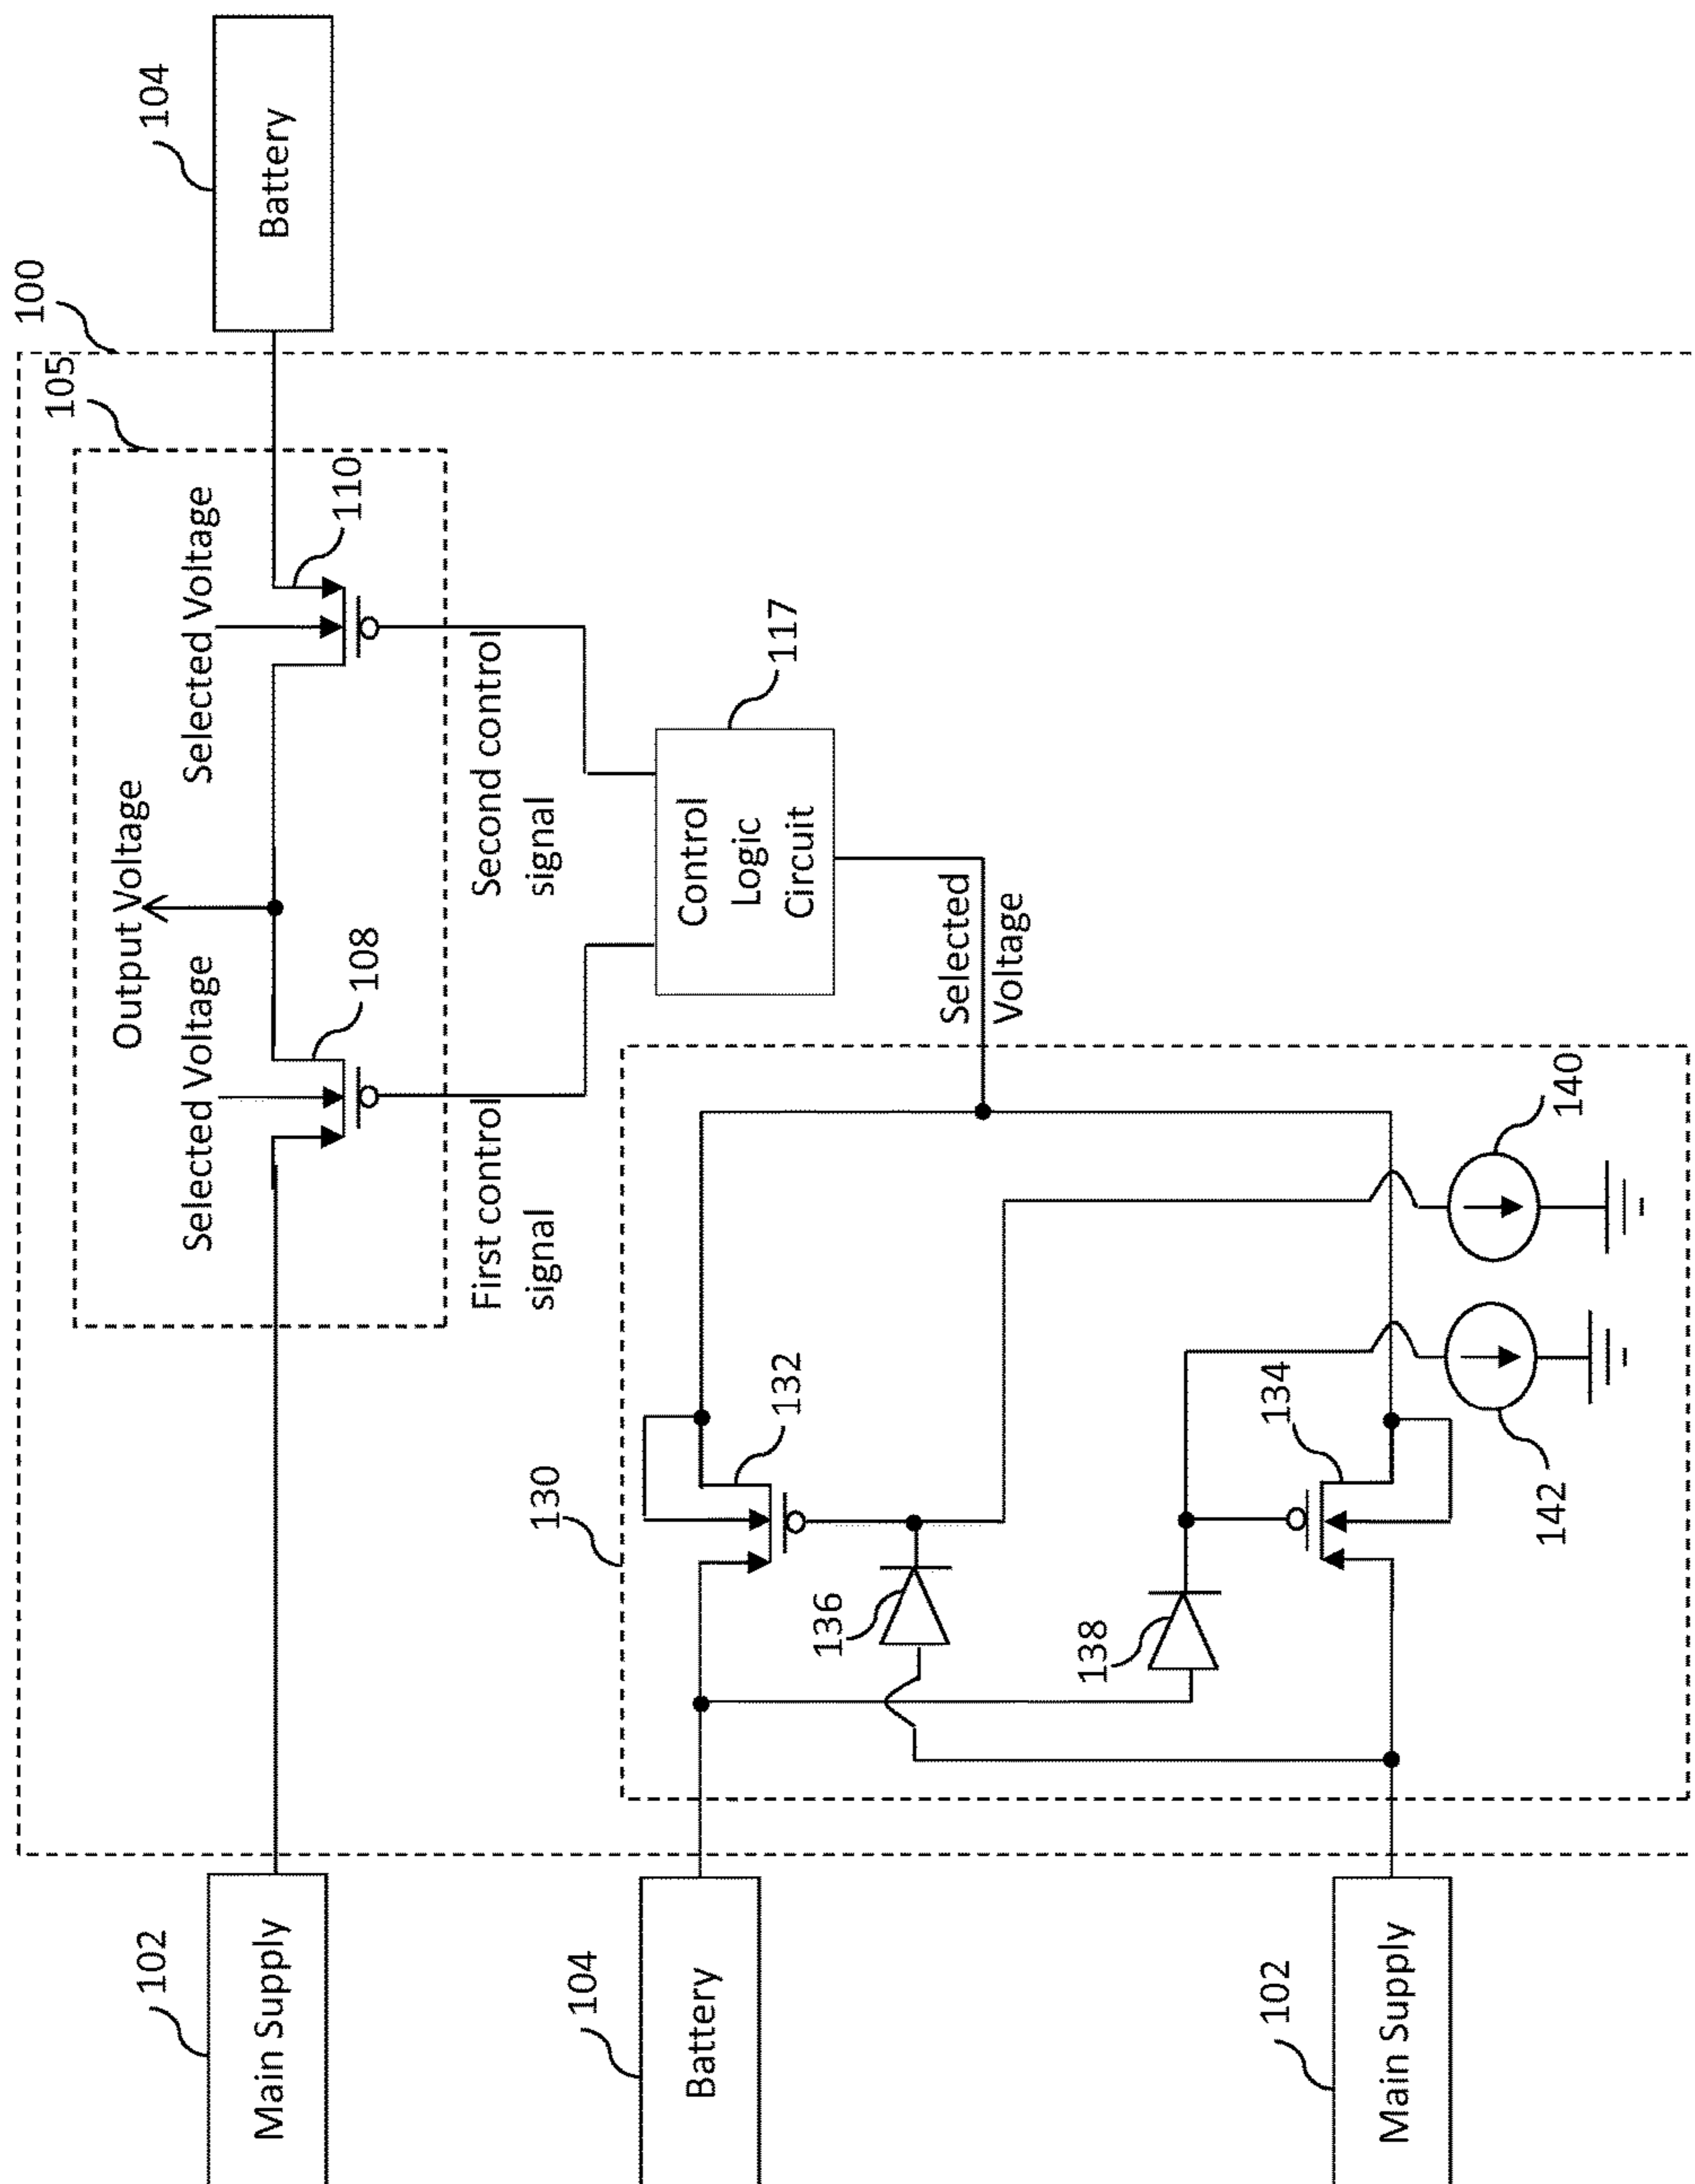 100
105
102
Main Supply
Output Voltage
Selected Voltage
108
Selected Voltage
110
104
Battery
First control
signal
Second control
signal
117
Control
Logic
Circuit
Selected
Voltage
130
104
Battery
132
136
138
134
102
Main Supply
142
140